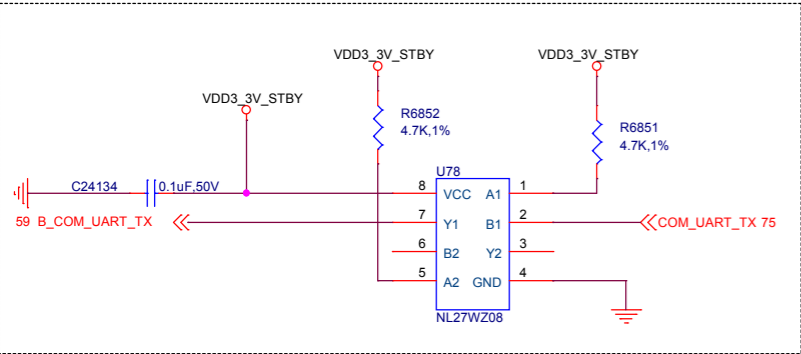 VDD3_3V_STBY
VDD3_3V_STBY
VDD3_3V_STBY
R6852
4.7K,1%
R6851
4.7K,1%
U78
C24134
0.1uF,50V
8
VCC
A1
1
59 B_COM_UART_TX
7
Y1
B1
2
COM_UART_TX 75
6
B2
Y2
3
5
A2
GND
4
NL27WZ08